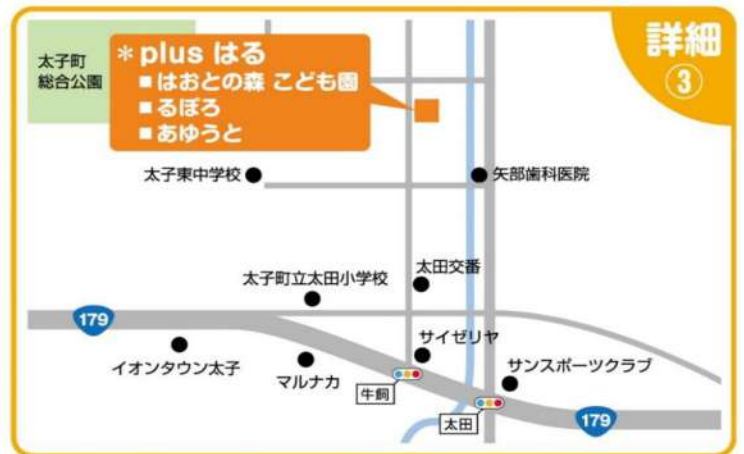 詳細
③
太子町
総合公園
＊plus はる
■はおとの森 こども園
■るぽろ
■あゆうと
太子東中学校
矢部歯科医院
太子町立太田小学校
太田交番
179
イオンタウン太子
マルナカ
サイゼリヤ
牛飼
サンスポーツクラブ
太田
179